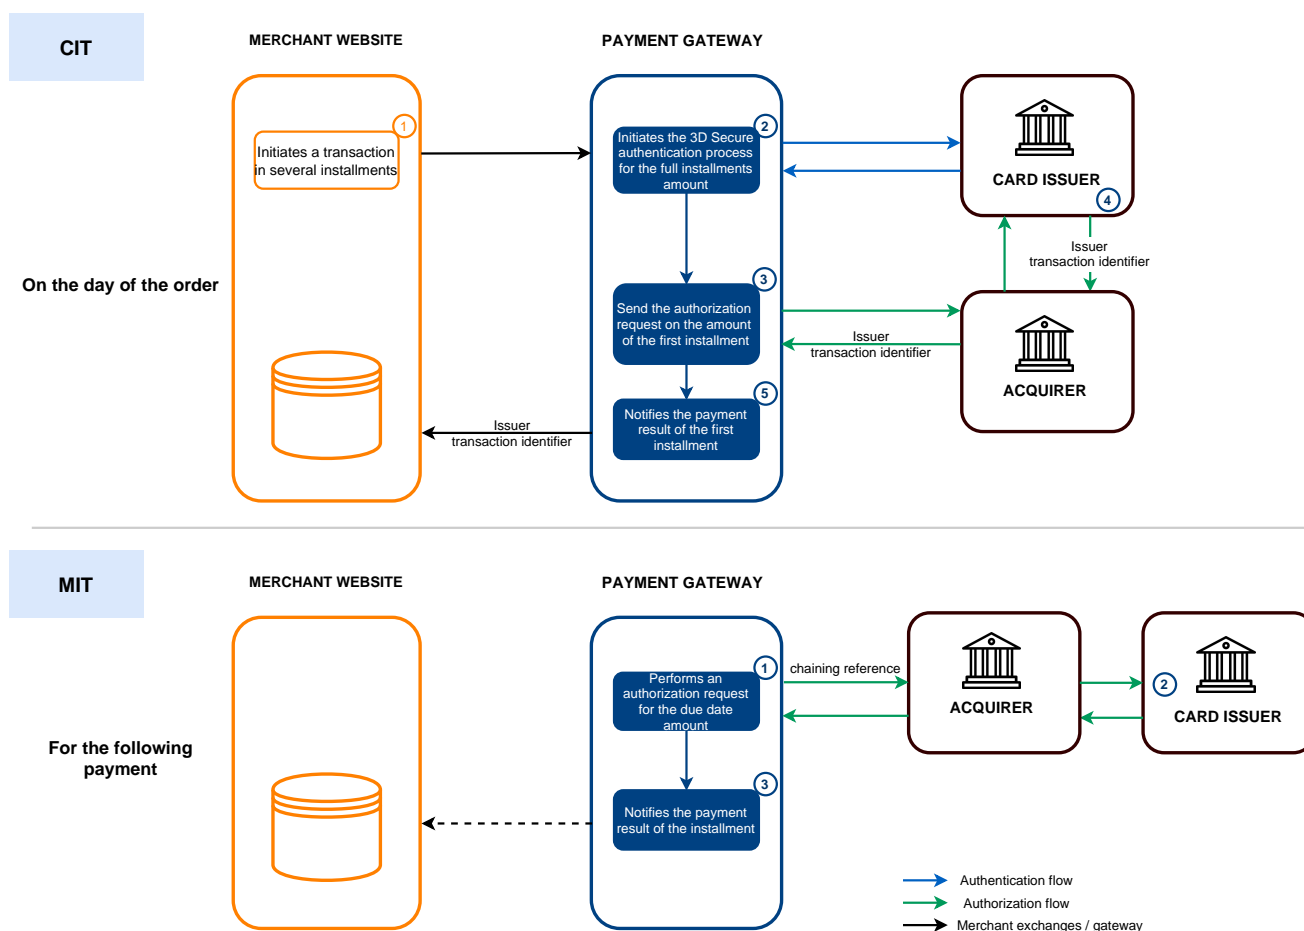 CIT
MERCHANT WEBSITE
PAYMENT GATEWAY
1
Initiates a transaction
in several installments
2
Initiates the 3D Secure
authentication process
for the full installments
amount
CARD ISSUER
4
Issuer
transaction identifier
On the day of the order
3
Send the authorization
request on the amount
of the first installment
Issuer
transaction identifier
ACQUIRER
5
Notifies the payment
result of the first
installment
Issuer
transaction identifier
MIT
MERCHANT WEBSITE
PAYMENT GATEWAY
1
Performs an
authorization request
for the due date
amount
chaining reference
ACQUIRER
2
CARD ISSUER
For the following
payment
3
Notifies the payment
result of the installment
Authentication flow
Authorization flow
Merchant exchanges / gateway